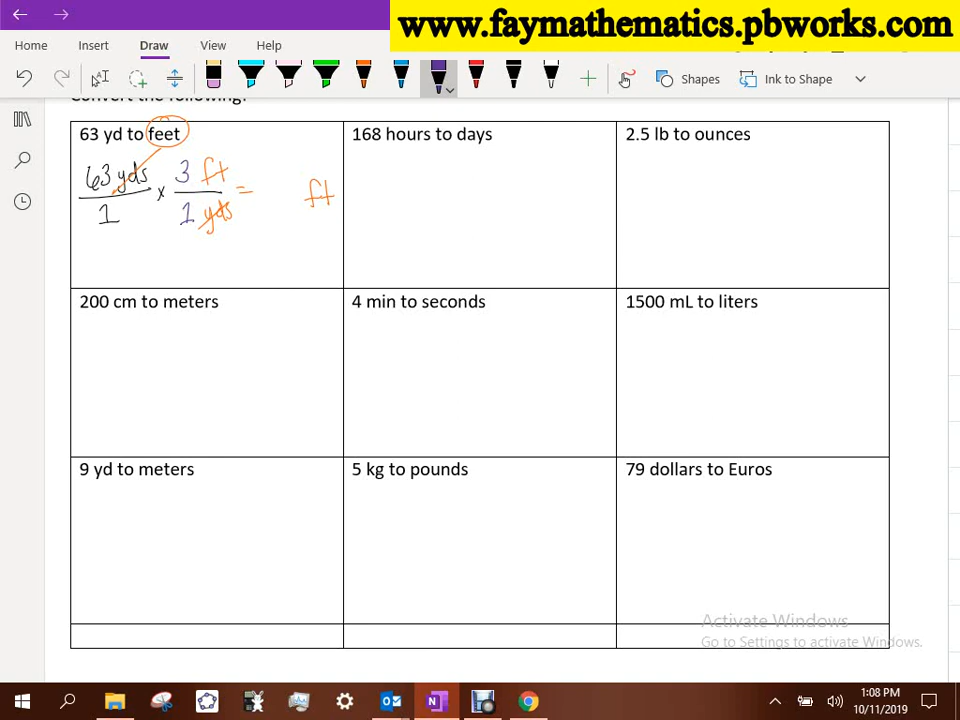 www.faymathematics.pbworks.com
Home Insert Draw View Help
Shapes Ink to Shape
Convert the following:
63 yd to feet
63 yds × 3 ft = ft
1 1 yds
168 hours to days
2.5 lb to ounces
200 cm to meters
4 min to seconds
1500 mL to liters
9 yd to meters
5 kg to pounds
79 dollars to Euros
Activate Windows
Go to Settings to activate Windows.
1:08 PM
10/11/2019